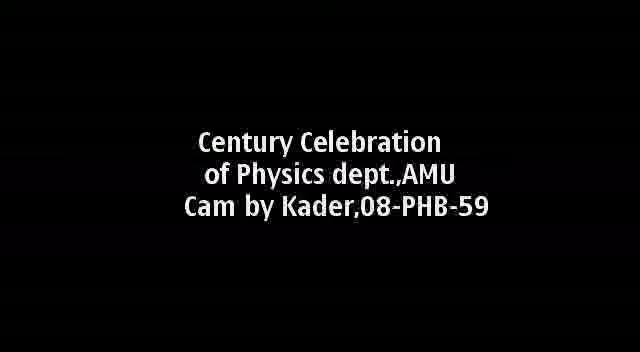 Century Celebration
of Physics dept.,AMU
Cam by Kader,08-PHB-59